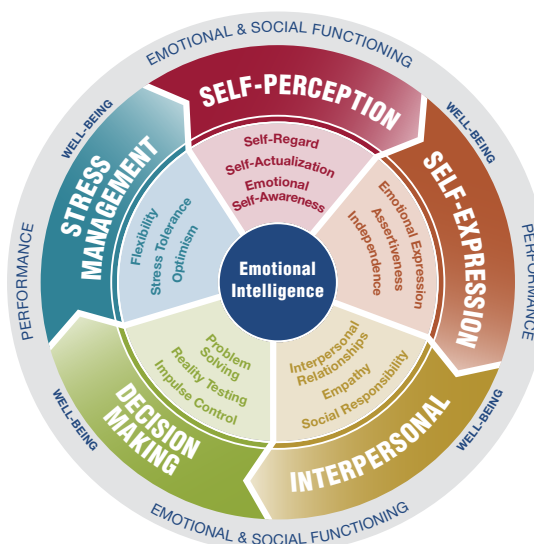 EMOTIONAL & SOCIAL FUNCTIONING
WELL-BEING
WELL-BEING
PERFORMANCE
PERFORMANCE
WELL-BEING
WELL-BEING
EMOTIONAL & SOCIAL FUNCTIONING
SELF-PERCEPTION
Self-Regard
Self-Actualization
Emotional
Self-Awareness
SELF-EXPRESSION
Emotional Expression
Assertiveness
Independence
INTERPERSONAL
Interpersonal
Relationships
Empathy
Social Responsibility
DECISION
MAKING
Problem
Solving
Reality Testing
Impulse Control
STRESS
MANAGEMENT
Flexibility
Stress Tolerance
Optimism
Emotional
Intelligence